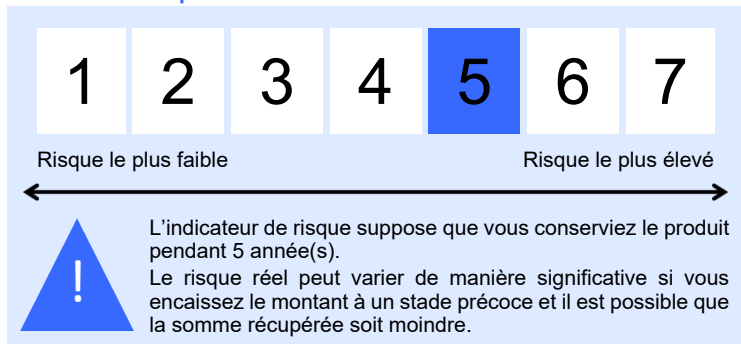 1 2 3 4 5 6 7
Risque le plus faible Risque le plus élevé
L'indicateur de risque suppose que vous conserviez le produit
pendant 5 année(s).
Le risque réel peut varier de manière significative si vous
encaissez le montant à un stade précoce et il est possible que
la somme récupérée soit moindre.
!